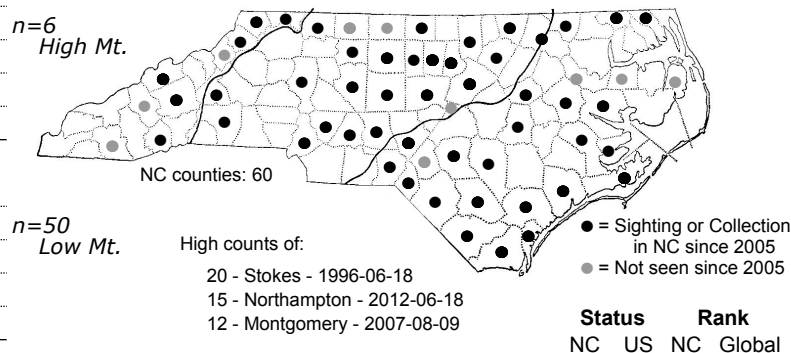 n=6
High Mt.
NC counties: 60
n=50
Low Mt.
High counts of:
20 - Stokes - 1996-06-18
15 - Northampton - 2012-06-18
12 - Montgomery - 2007-08-09
= Sighting or Collection
in NC since 2005
= Not seen since 2005
Status Rank
NC US NC Global